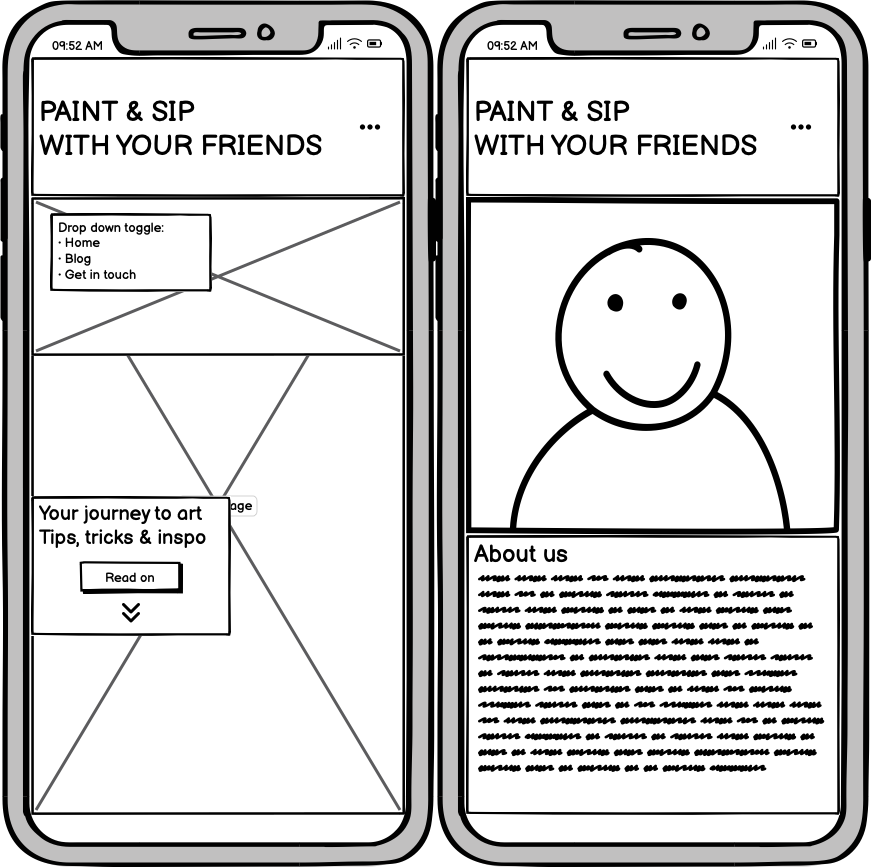 09:52 AM
PAINT & SIP
WITH YOUR FRIENDS
Drop down toggle:
· Home
· Blog
· Get in touch
age
Your journey to art
Tips, tricks & inspo
Read on
09:52 AM
PAINT & SIP
WITH YOUR FRIENDS
About us